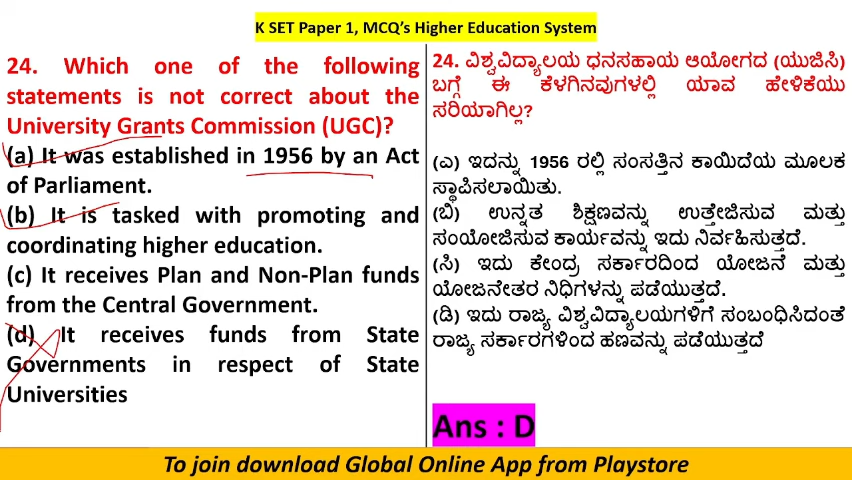 K SET Paper 1, MCQ's Higher Education System
24. Which one of the following
statements is not correct about the
University Grants Commission (UGC)?
(a) It was established in 1956 by an Act
of Parliament.
(b) It is tasked with promoting and
coordinating higher education.
(c) It receives Plan and Non-Plan funds
from the Central Government.
(d) It receives funds from State
Governments in respect of State
Universities
24. ವಿಶ್ವವಿದ್ಯಾಲಯ ಧನಸಹಾಯ ಆಯೋಗದ (ಯುಜಿಸಿ)
ಬಗ್ಗೆ ಈ ಕೆಳಗಿನವುಗಳಲ್ಲಿ ಯಾವ ಹೇಳಿಕೆಯು
ಸರಿಯಾಗಿಲ್ಲ?
(ಎ) ಇದನ್ನು 1956 ರಲ್ಲಿ ಸಂಸತ್ತಿನ ಕಾಯಿದೆಯ ಮೂಲಕ
ಸ್ಥಾಪಿಸಲಾಯಿತು.
(ಬಿ) ಉನ್ನತ ಶಿಕ್ಷಣವನ್ನು ಉತ್ತೇಜಿಸುವ ಮತ್ತು
ಸಂಯೋಜಿಸುವ ಕಾರ್ಯವನ್ನು ಇದು ನಿರ್ವಹಿಸುತ್ತದೆ.
(ಸಿ) ಇದು ಕೇಂದ್ರ ಸರ್ಕಾರದಿಂದ ಯೋಜನೆ ಮತ್ತು
ಯೋಜನೇತರ ನಿಧಿಗಳನ್ನು ಪಡೆಯುತ್ತದೆ.
(ಡಿ) ಇದು ರಾಜ್ಯ ವಿಶ್ವವಿದ್ಯಾಲಯಗಳಿಗೆ ಸಂಬಂಧಿಸಿದಂತೆ
ರಾಜ್ಯ ಸರ್ಕಾರಗಳಿಂದ ಹಣವನ್ನು ಪಡೆಯುತ್ತದೆ
Ans : D
To join download Global Online App from Playstore